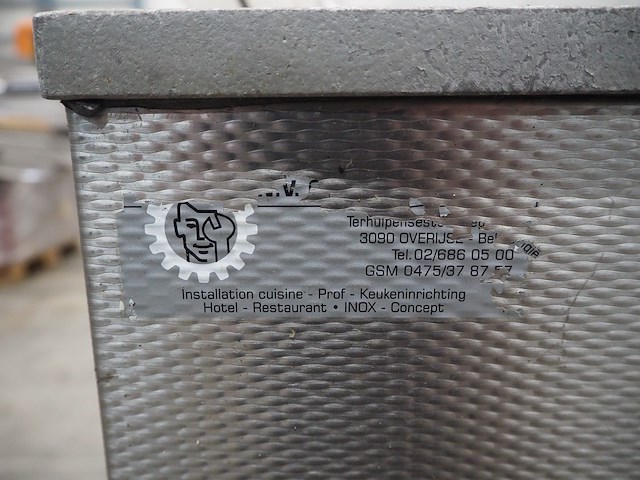 .V.
3090 OVERIJSE - Bel
Tel. 02/686 05 00
GSM 0475/37 87
Installation cuisine - Prof - Keukeninrichting
Hotel - Restaurant • INOX - Concept